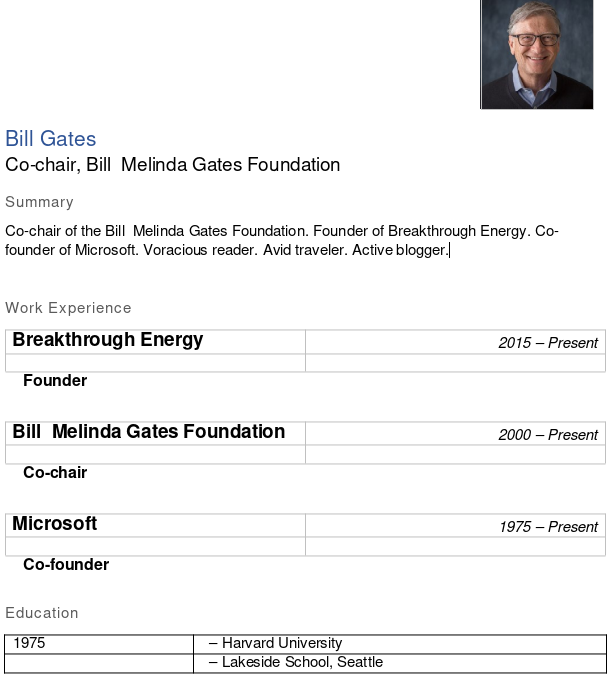 Bill Gates
Co-chair, Bill  Melinda Gates Foundation
Summary
Co-chair of the Bill  Melinda Gates Foundation. Founder of Breakthrough Energy. Co-
founder of Microsoft. Voracious reader. Avid traveler. Active blogger.
Work Experience
Breakthrough Energy 2015 – Present
Founder
Bill  Melinda Gates Foundation 2000 – Present
Co-chair
Microsoft 1975 – Present
Co-founder
Education
1975 – Harvard University
– Lakeside School, Seattle